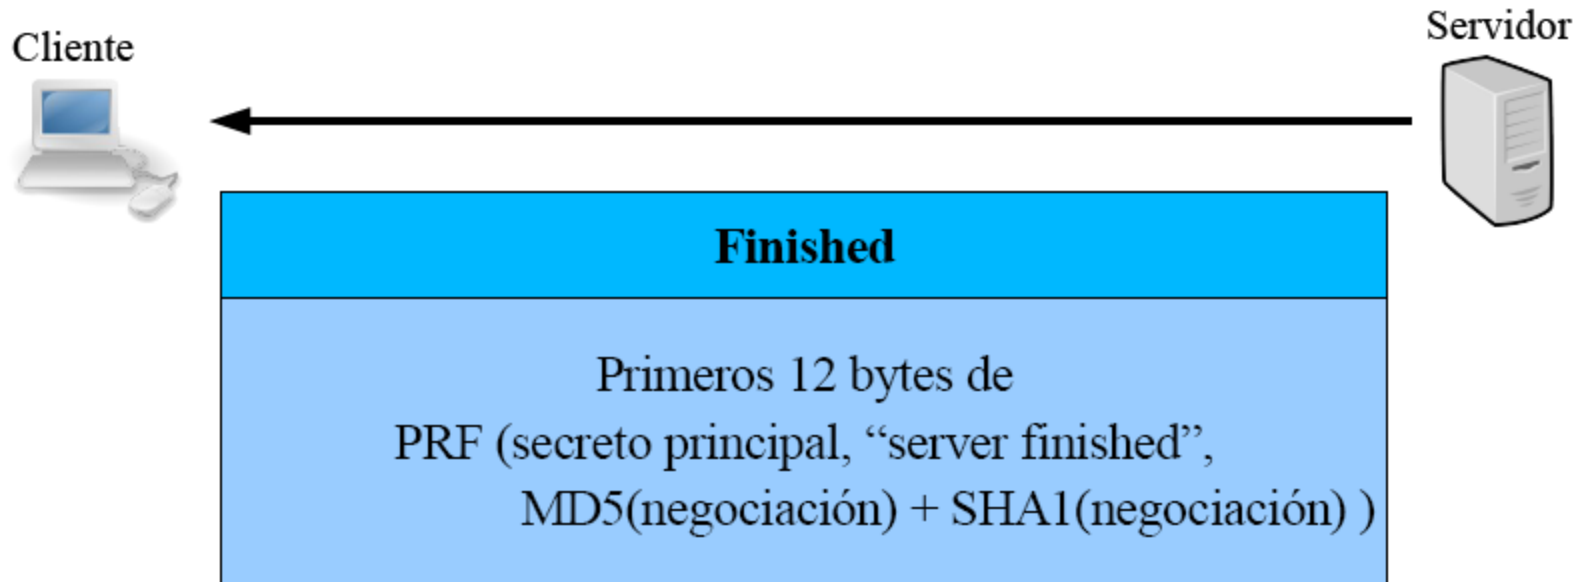 Cliente
Servidor
Finished
Primeros 12 bytes de
PRF (secreto principal, “server finished”,
MD5(negociación) + SHA1(negociación) )